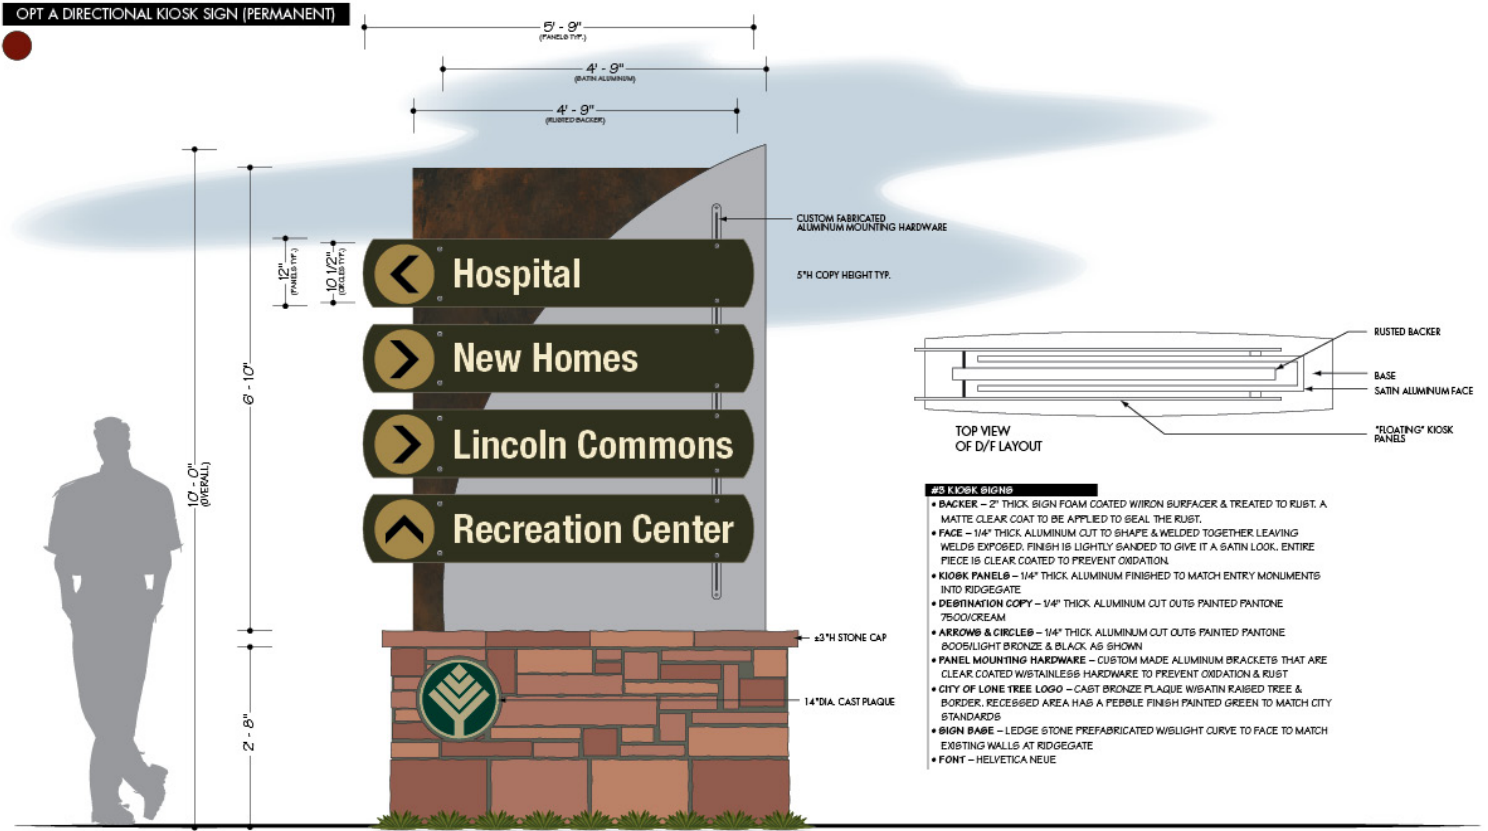 OPT A DIRECTIONAL KIOSK SIGN (PERMANENT)
5' - 9"
(PANELS TYP.)
4' - 9"
(SATIN ALUMINUM)
4' - 9"
(RUSTED BACKER)
10' - 0"
(OVERALL)
6' - 10"
2' - 8"
12"
(PANELS TYP.)
10 1/2"
(CIRCLES TYP.)
CUSTOM FABRICATED
ALUMINUM MOUNTING HARDWARE
5"H COPY HEIGHT TYP.
Hospital
New Homes
Lincoln Commons
Recreation Center
±3"H STONE CAP
14"DIA. CAST PLAQUE
RUSTED BACKER
BASE
SATIN ALUMINUM FACE
"FLOATING" KIOSK
PANELS
TOP VIEW
OF D/F LAYOUT
#3 KIOSK SIGNS
• BACKER – 2" THICK SIGN FOAM COATED W/IRON SURFACER & TREATED TO RUST. A
MATTE CLEAR COAT TO BE APPLIED TO SEAL THE RUST.
• FACE – 1/4" THICK ALUMINUM CUT TO SHAPE & WELDED TOGETHER LEAVING
WELDS EXPOSED. FINISH IS LIGHTLY SANDED TO GIVE IT A SATIN LOOK. ENTIRE
PIECE IS CLEAR COATED TO PREVENT OXIDATION.
• KIOSK PANELS – 1/4" THICK ALUMINUM FINISHED TO MATCH ENTRY MONUMENTS
INTO RIDGEGATE
• DESTINATION COPY – 1/4" THICK ALUMINUM CUT OUTS PAINTED PANTONE
7500/CREAM
• ARROWS & CIRCLES – 1/4" THICK ALUMINUM CUT OUTS PAINTED PANTONE
8005/LIGHT BRONZE & BLACK AS SHOWN
• PANEL MOUNTING HARDWARE – CUSTOM MADE ALUMINUM BRACKETS THAT ARE
CLEAR COATED W/STAINLESS HARDWARE TO PREVENT OXIDATION & RUST
• CITY OF LONE TREE LOGO – CAST BRONZE PLAQUE W/SATIN RAISED TREE &
BORDER. RECESSED AREA HAS A PEBBLE FINISH PAINTED GREEN TO MATCH CITY
STANDARDS
• SIGN BASE – LEDGE STONE PREFABRICATED W/SLIGHT CURVE TO FACE TO MATCH
EXISTING WALLS AT RIDGEGATE
• FONT – HELVETICA NEUE